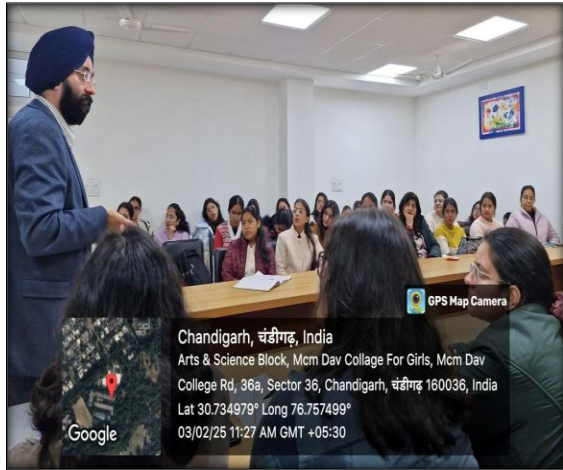 GPS Map Camera
Chandigarh, चंडीगढ़, India
Arts & Science Block, Mcm Dav Collage For Girls, Mcm Dav
College Rd, 36a, Sector 36, Chandigarh, चंडीगढ़ 160036, India
Lat 30.734979° Long 76.757499°
03/02/25 11:27 AM GMT +05:30
Google